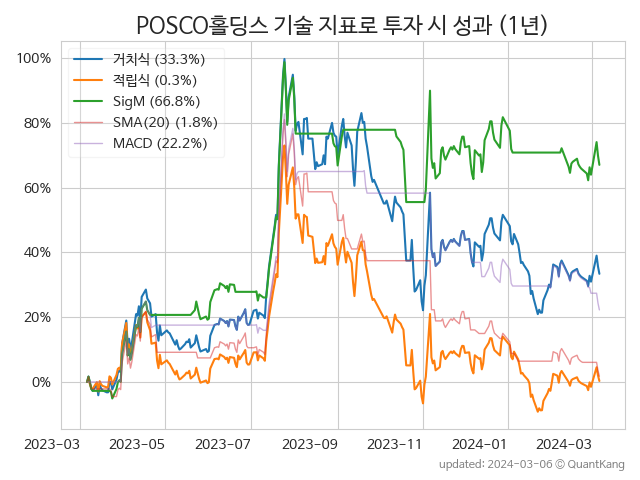 POSCO홀딩스 기술 지표로 투자 시 성과 (1년)
100%
80%
60%
40%
20%
0%
거치식 (33.3%)
적립식 (0.3%)
SigM (66.8%)
SMA(20) (1.8%)
MACD (22.2%)
2023-03 2023-05 2023-07 2023-09 2023-11 2024-01 2024-03
updated: 2024-03-06 ⓒ QuantKang